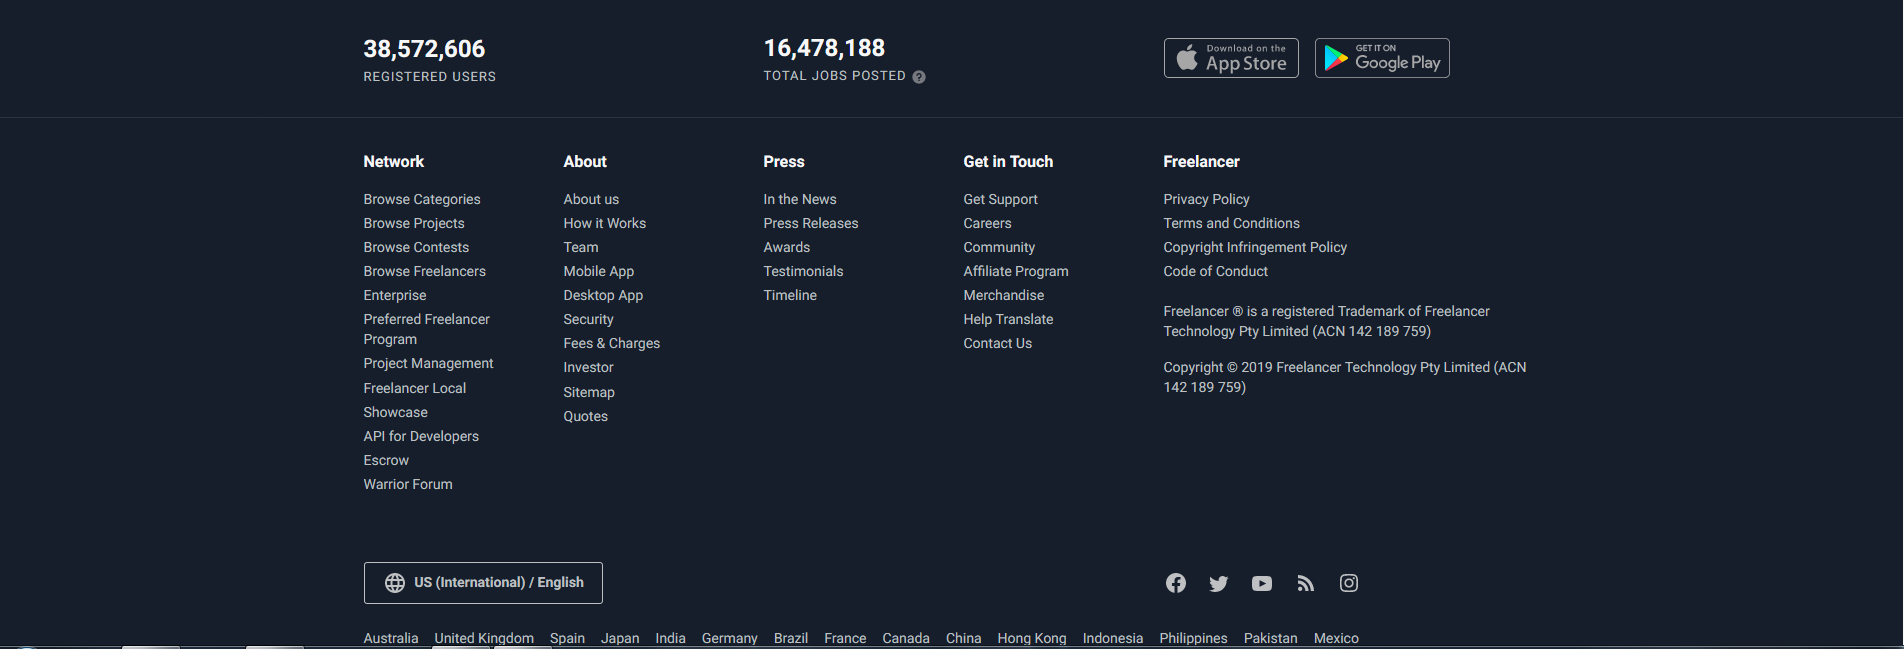 38,572,606
REGISTERED USERS
16,478,188
TOTAL JOBS POSTED ?
Download on the
App Store
GET IT ON
Google Play
Network
Browse Categories
Browse Projects
Browse Contests
Browse Freelancers
Enterprise
Preferred Freelancer
Program
Project Management
Freelancer Local
Showcase
API for Developers
Escrow
Warrior Forum
About
About us
How it Works
Team
Mobile App
Desktop App
Security
Fees & Charges
Investor
Sitemap
Quotes
Press
In the News
Press Releases
Awards
Testimonials
Timeline
Get in Touch
Get Support
Careers
Community
Affiliate Program
Merchandise
Help Translate
Contact Us
Freelancer
Privacy Policy
Terms and Conditions
Copyright Infringement Policy
Code of Conduct
Freelancer ® is a registered Trademark of Freelancer
Technology Pty Limited (ACN 142 189 759)
Copyright © 2019 Freelancer Technology Pty Limited (ACN
142 189 759)
US (International) / English
Australia United Kingdom Spain Japan India Germany Brazil France Canada China Hong Kong Indonesia Philippines Pakistan Mexico